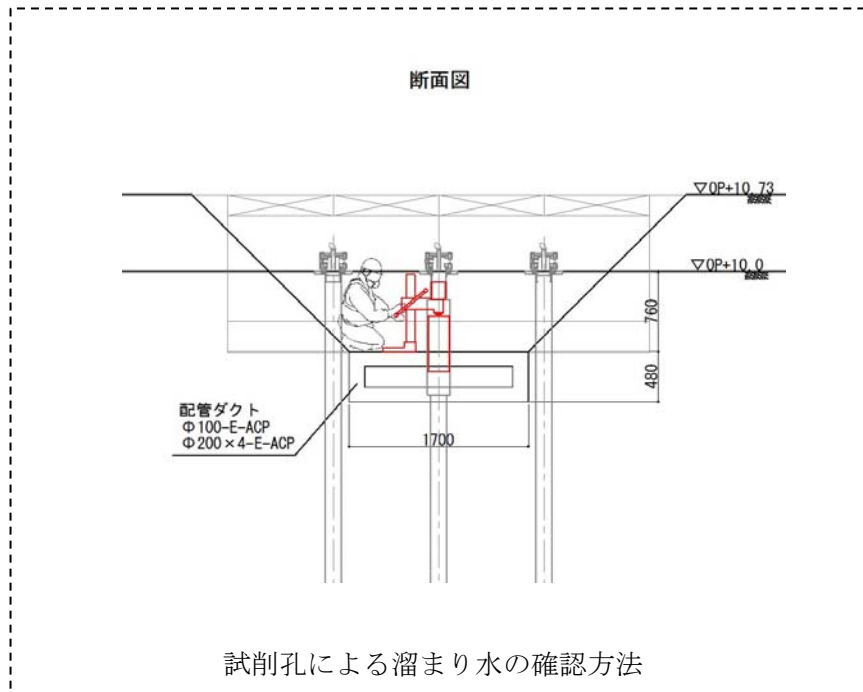 断面図
▽OP+10.73
▽OP+10.0
760
480
配管ダクト
Φ100-E-ACP
Φ200×4-E-ACP
1700
試削孔による溜まり水の確認方法